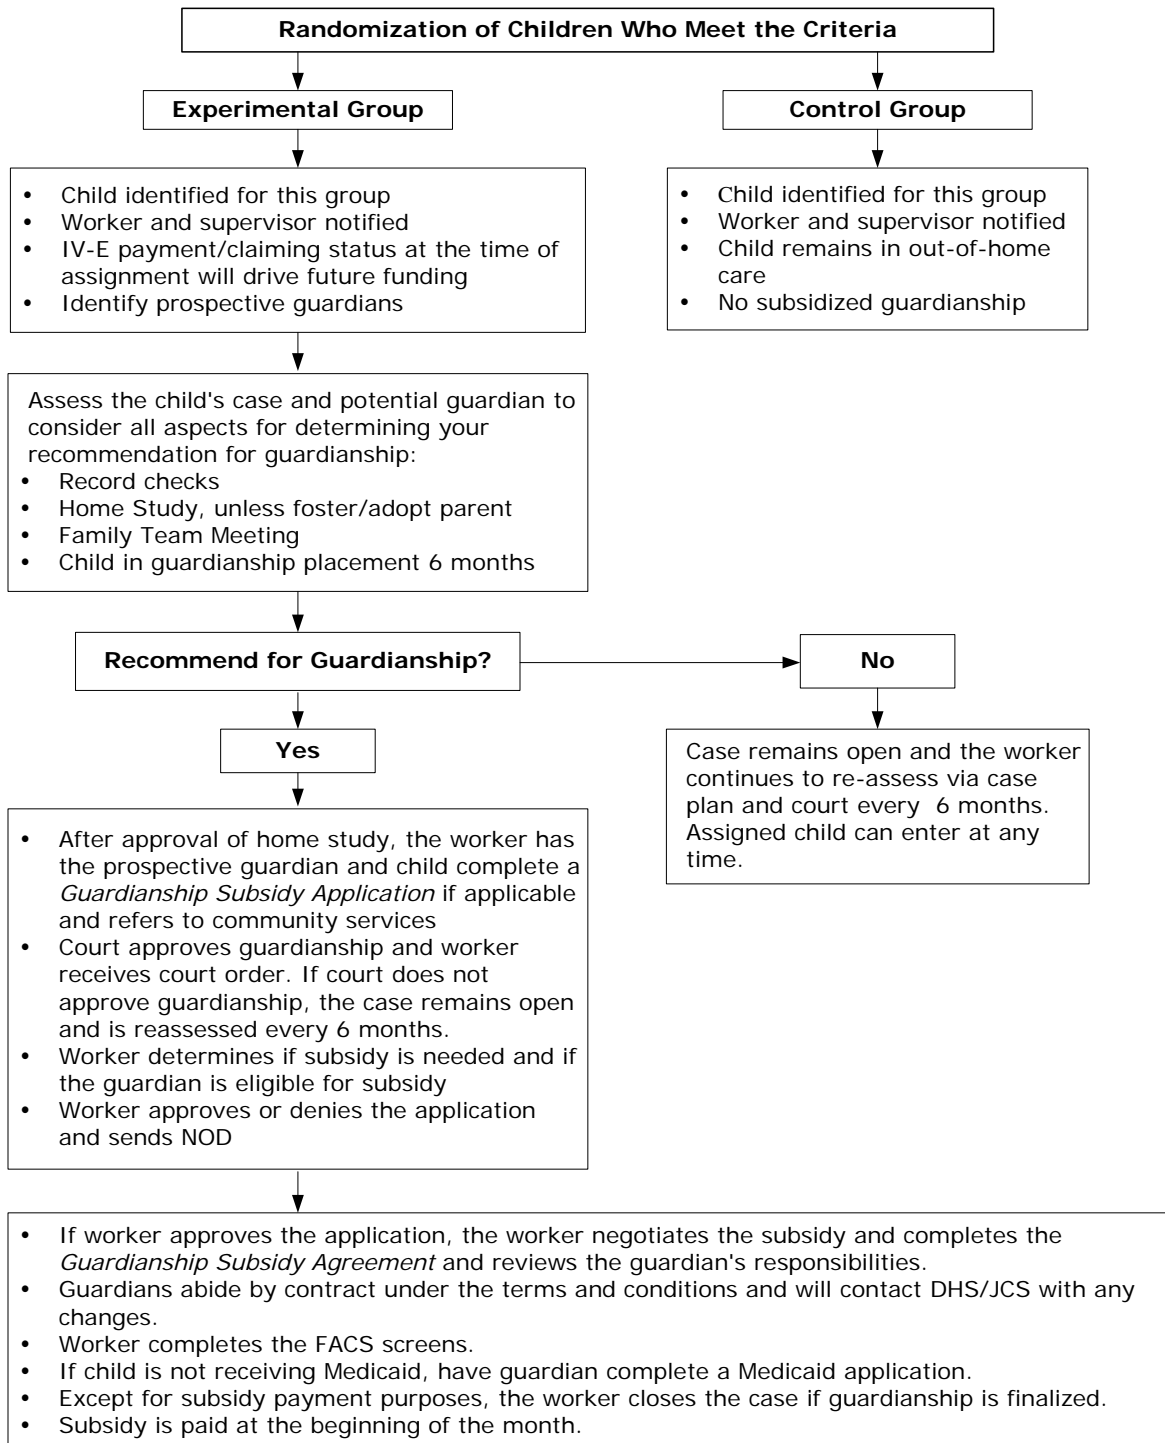 Randomization of Children Who Meet the Criteria
Experimental Group
Control Group
• Child identified for this group
• Worker and supervisor notified
• IV-E payment/claiming status at the time of
assignment will drive future funding
• Identify prospective guardians
• Child identified for this group
• Worker and supervisor notified
• Child remains in out-of-home
care
• No subsidized guardianship
Assess the child's case and potential guardian to
consider all aspects for determining your
recommendation for guardianship:
• Record checks
• Home Study, unless foster/adopt parent
• Family Team Meeting
• Child in guardianship placement 6 months
Recommend for Guardianship?
No
Yes
Case remains open and the worker
continues to re-assess via case
plan and court every 6 months.
Assigned child can enter at any
time.
• After approval of home study, the worker has
the prospective guardian and child complete a
Guardianship Subsidy Application if applicable
and refers to community services
• Court approves guardianship and worker
receives court order. If court does not
approve guardianship, the case remains open
and is reassessed every 6 months.
• Worker determines if subsidy is needed and if
the guardian is eligible for subsidy
• Worker approves or denies the application
and sends NOD
• If worker approves the application, the worker negotiates the subsidy and completes the
Guardianship Subsidy Agreement and reviews the guardian's responsibilities.
• Guardians abide by contract under the terms and conditions and will contact DHS/JCS with any
changes.
• Worker completes the FACS screens.
• If child is not receiving Medicaid, have guardian complete a Medicaid application.
• Except for subsidy payment purposes, the worker closes the case if guardianship is finalized.
• Subsidy is paid at the beginning of the month.